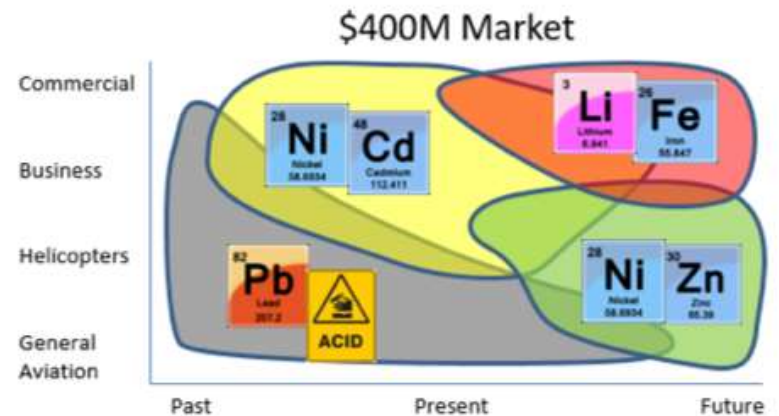 $400M Market
Commercial
Business
Helicopters
General
Aviation
28
Ni
Nickel
58.6934
48
Cd
Cadmium
112.411
3
Li
Lithium
6.941
26
Fe
Iron
55.847
82
Pb
Lead
207.2
ACID
28
Ni
Nickel
58.6934
30
Zn
Zinc
65.39
Past
Present
Future